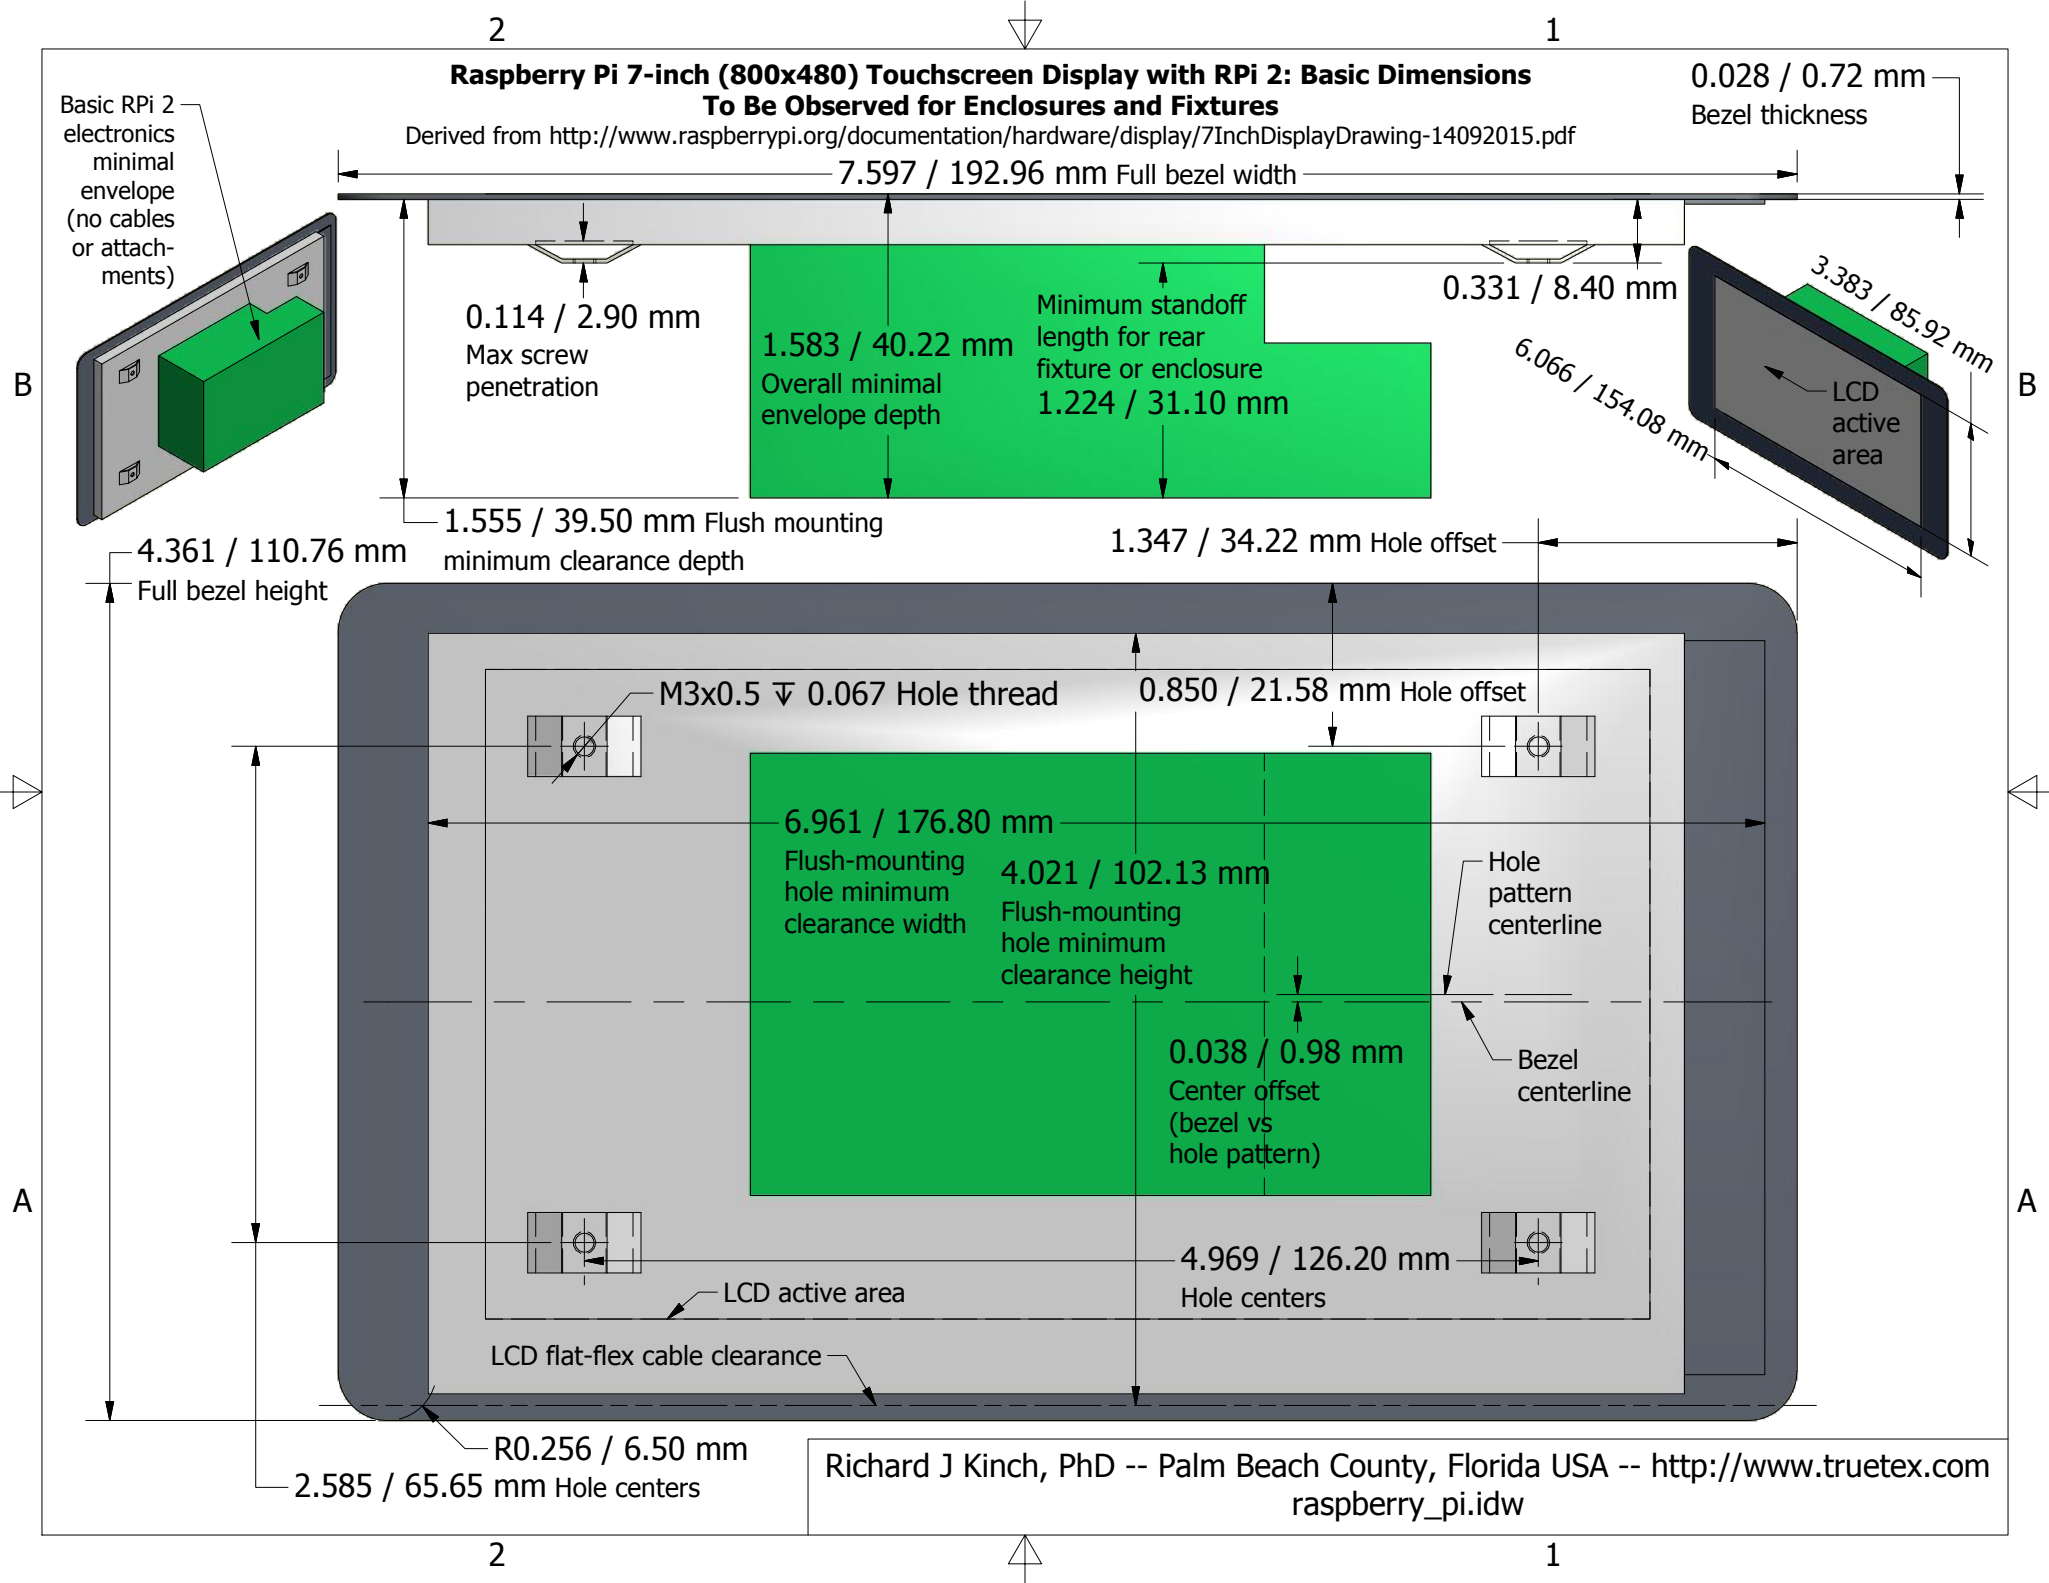 2
1
Raspberry Pi 7-inch (800x480) Touchscreen Display with RPi 2: Basic Dimensions
To Be Observed for Enclosures and Fixtures
Derived from http://www.raspberrypi.org/documentation/hardware/display/7InchDisplayDrawing-14092015.pdf
0.028 / 0.72 mm
Bezel thickness
Basic RPi 2
electronics
minimal
envelope
(no cables
or attach-
ments)
7.597 / 192.96 mm Full bezel width
0.114 / 2.90 mm
Max screw
penetration
1.583 / 40.22 mm
Overall minimal
envelope depth
Minimum standoff
length for rear
fixture or enclosure
1.224 / 31.10 mm
0.331 / 8.40 mm
3.383 / 85.92 mm
6.066 / 154.08 mm
LCD
active
area
B
B
1.555 / 39.50 mm Flush mounting
minimum clearance depth
4.361 / 110.76 mm
Full bezel height
1.347 / 34.22 mm Hole offset
M3x0.5 ↧ 0.067 Hole thread
0.850 / 21.58 mm Hole offset
6.961 / 176.80 mm
Flush-mounting
hole minimum
clearance width
4.021 / 102.13 mm
Flush-mounting
hole minimum
clearance height
Hole
pattern
centerline
0.038 / 0.98 mm
Center offset
(bezel vs
hole pattern)
Bezel
centerline
A
A
4.969 / 126.20 mm
Hole centers
LCD active area
LCD flat-flex cable clearance
R0.256 / 6.50 mm
2.585 / 65.65 mm Hole centers
Richard J Kinch, PhD -- Palm Beach County, Florida USA -- http://www.truetex.com
raspberry_pi.idw
2
1